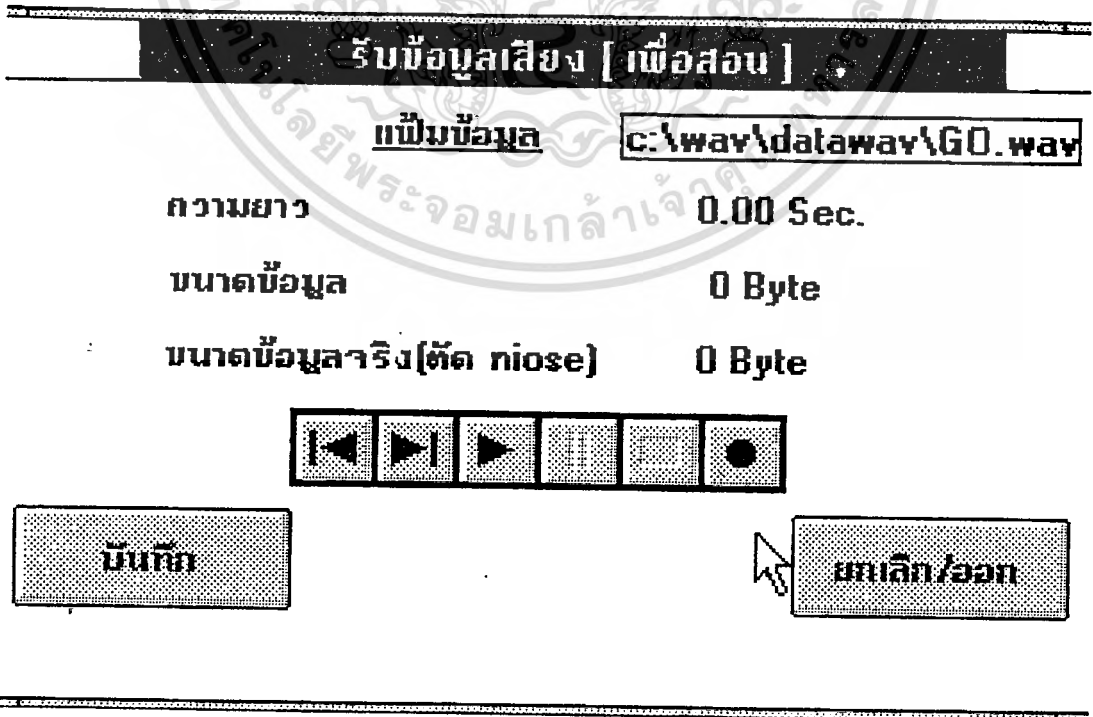 รับข้อมูลเสียง [ เพื่อสอน ]
แฟ้มข้อมูล c:\wav\datawav\GO.wav
ความยาว 0.00 Sec.
ขนาดข้อมูล 0 Byte
ขนาดข้อมูลจริง[ตัด niose] 0 Byte
บันทึก ยกเลิก/ออก